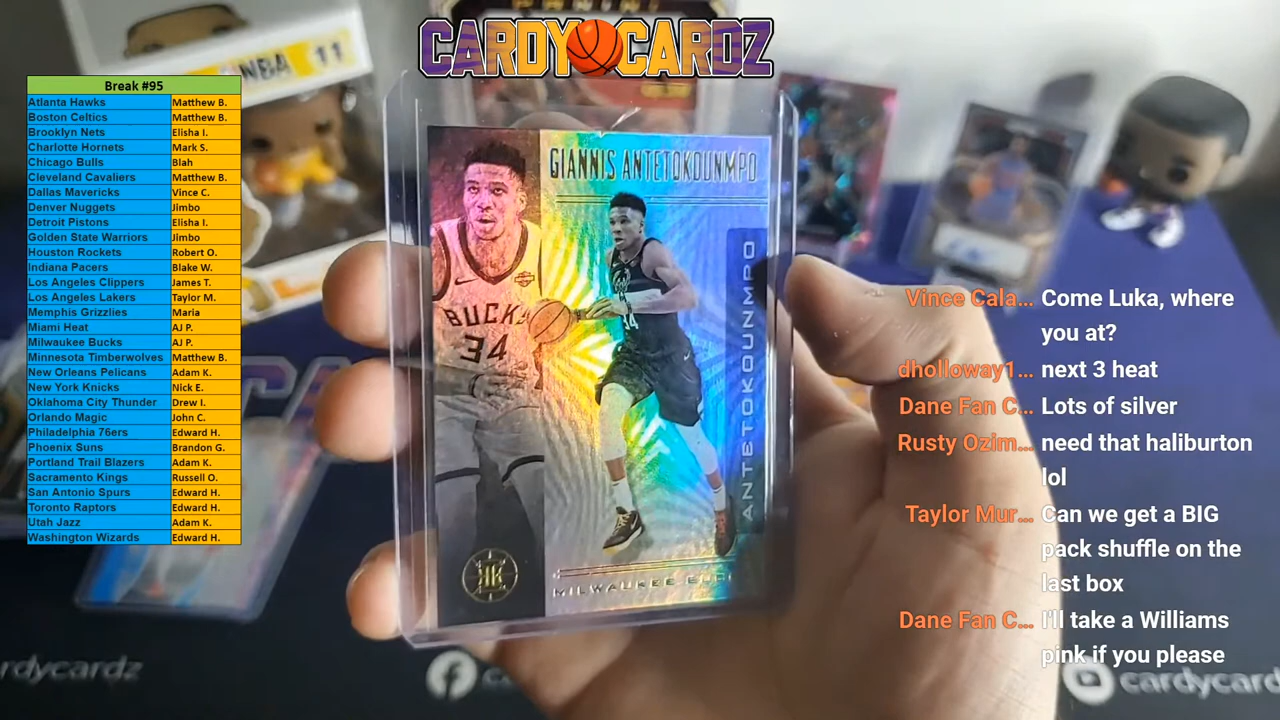 PANINI
CARDY CARDZ
NBA 11
Break #95
Atlanta Hawks Matthew B.
Boston Celtics Matthew B.
Brooklyn Nets Elisha I.
Charlotte Hornets Mark S.
Chicago Bulls Blah
Cleveland Cavaliers Matthew B.
Dallas Mavericks Vince C.
Denver Nuggets Jimbo
Detroit Pistons Elisha I.
Golden State Warriors Jimbo
Houston Rockets Robert O.
Indiana Pacers Blake W.
Los Angeles Clippers James T.
Los Angeles Lakers Taylor M.
Memphis Grizzlies Maria
Miami Heat AJ P.
Milwaukee Bucks AJ P.
Minnesota Timberwolves Matthew B.
New Orleans Pelicans Adam K.
New York Knicks Nick E.
Oklahoma City Thunder Drew I.
Orlando Magic John C.
Philadelphia 76ers Edward H.
Phoenix Suns Brandon G.
Portland Trail Blazers Adam K.
Sacramento Kings Russell O.
San Antonio Spurs Edward H.
Toronto Raptors Edward H.
Utah Jazz Adam K.
Washington Wizards Edward H.
GIANNIS ANTETOKOUNMPO
BUCKS
34
34
ANTETOKOUNMPO
MILWAUKEE BUC
Vince Cala... Come Luka, where
you at?
dholloway1... next 3 heat
Dane Fan C... Lots of silver
Rusty Ozim... need that haliburton
lol
Taylor Mur... Can we get a BIG
pack shuffle on the
last box
Dane Fan C... I'll take a Williams
pink if you please
rdycardz
ca
cardycard